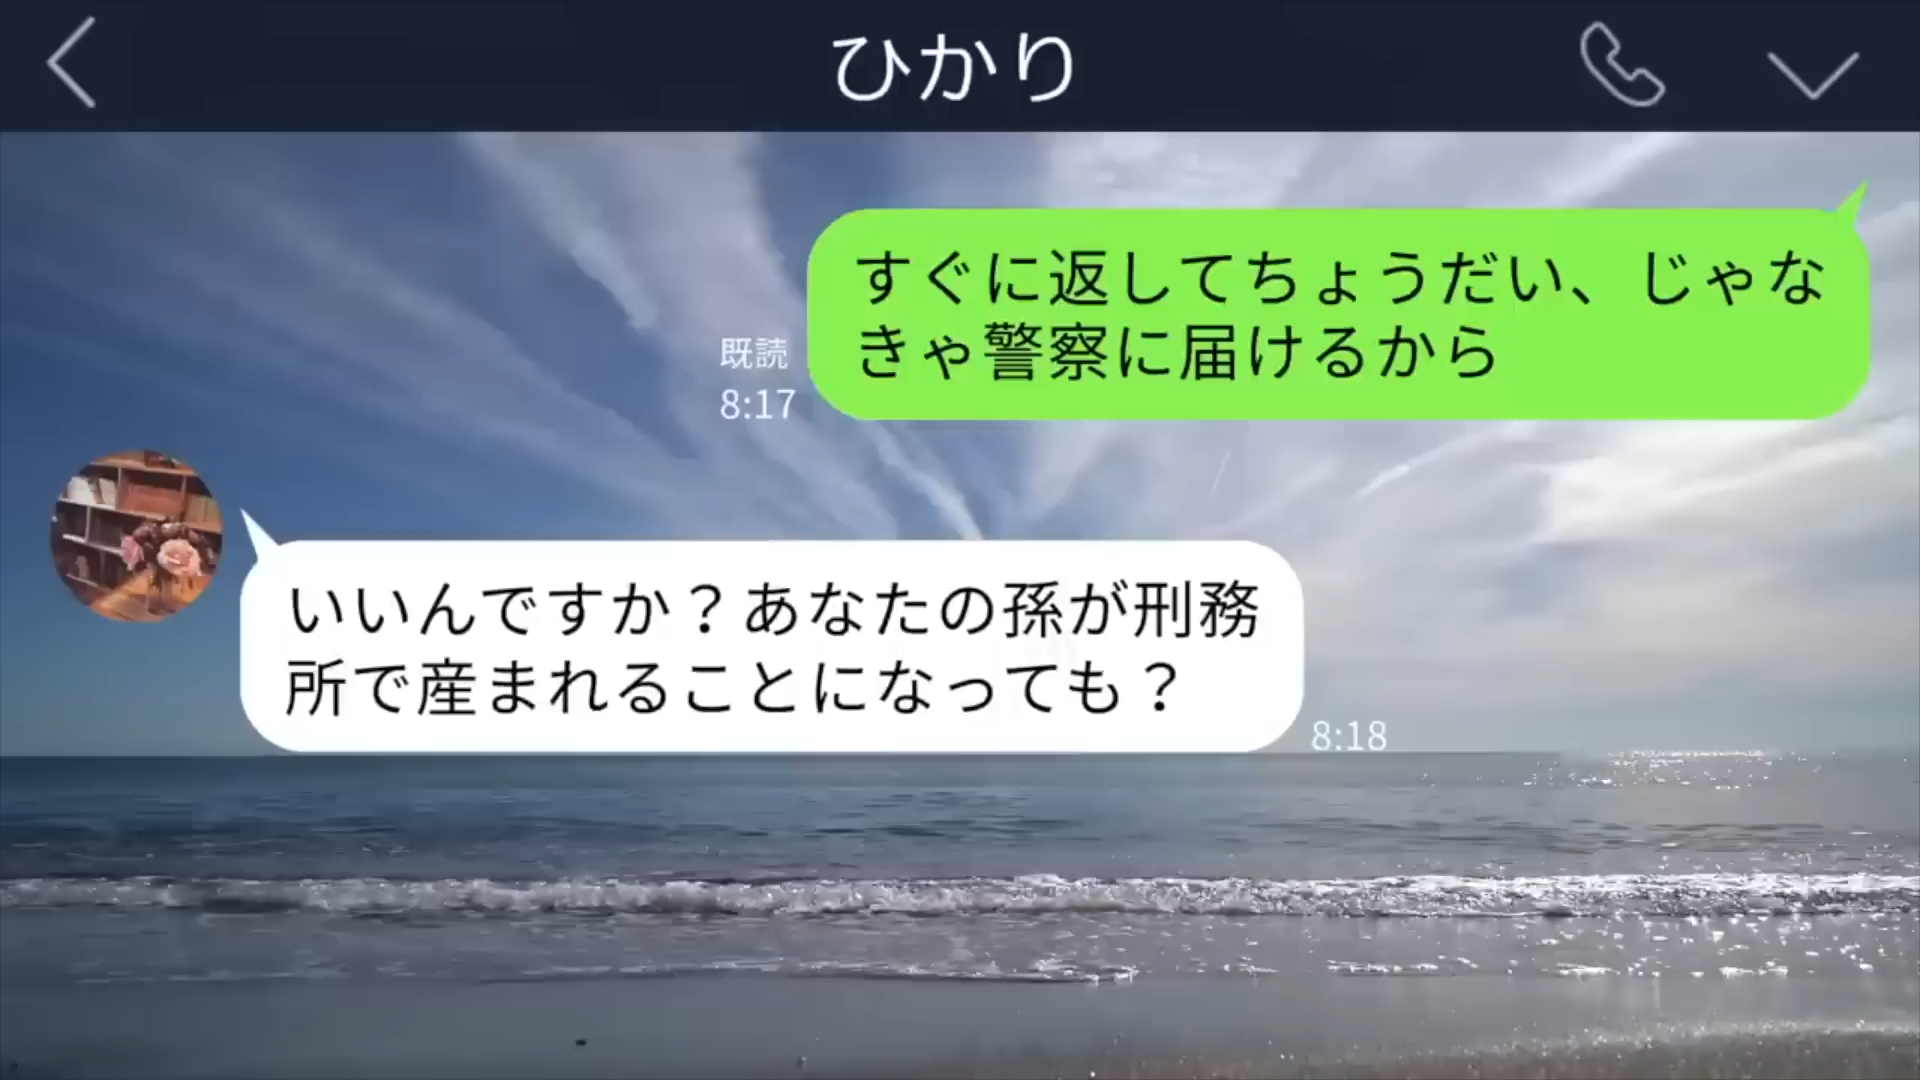 ひかり
すぐに返してちょうだい、じゃな
きゃ警察に届けるから
既読
8:17
いいんですか？あなたの孫が刑務
所で産まれることになっても？
8:18